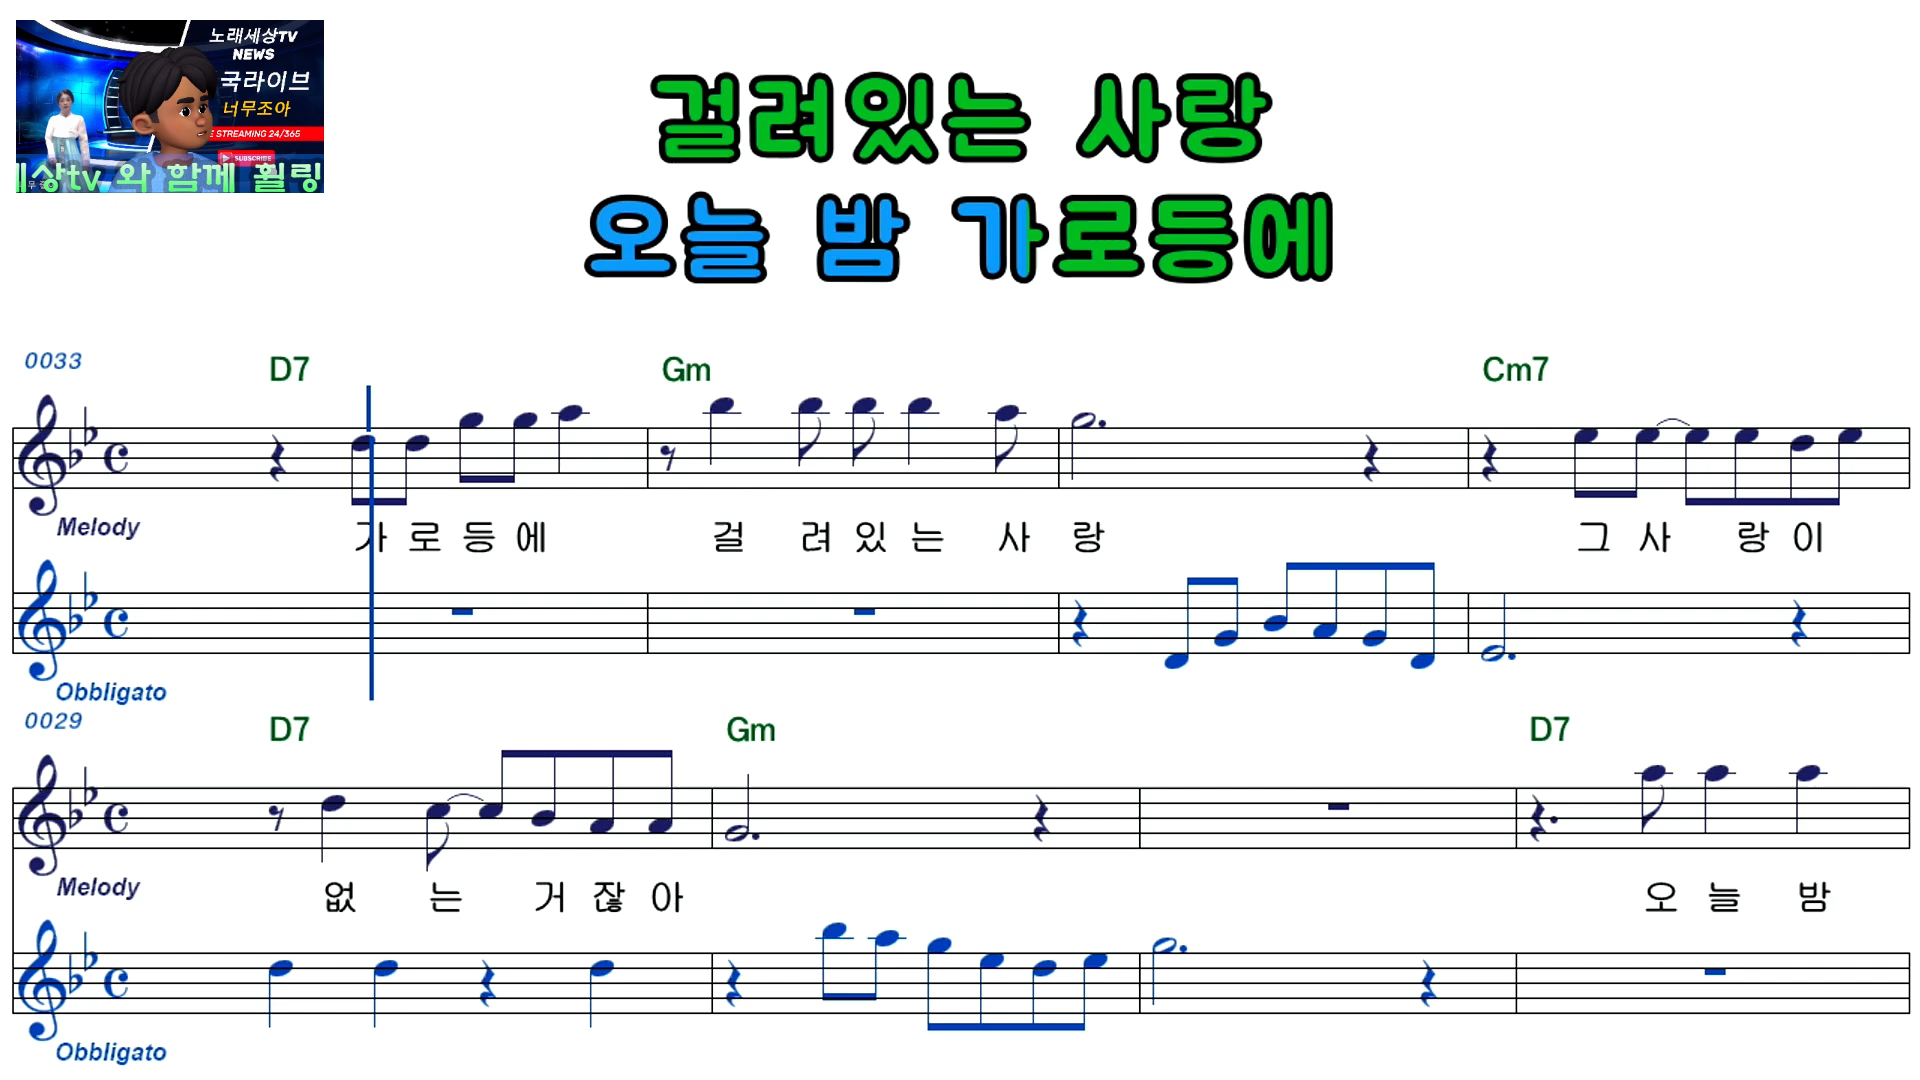 노래세상TV
NEWS
국라이브
너무조아
STREAMING 24/365
SUBSCRIBE
세상tv 와 함께 힐링
걸려있는 사랑
오늘 밤 가로등에
0033
D7 Gm Cm7
Melody
가 로 등 에 걸 려 있 는 사 랑 그 사 랑 이
Obbligato
0029
D7 Gm D7
Melody
없 는 거 잖 아 오 늘 밤
Obbligato